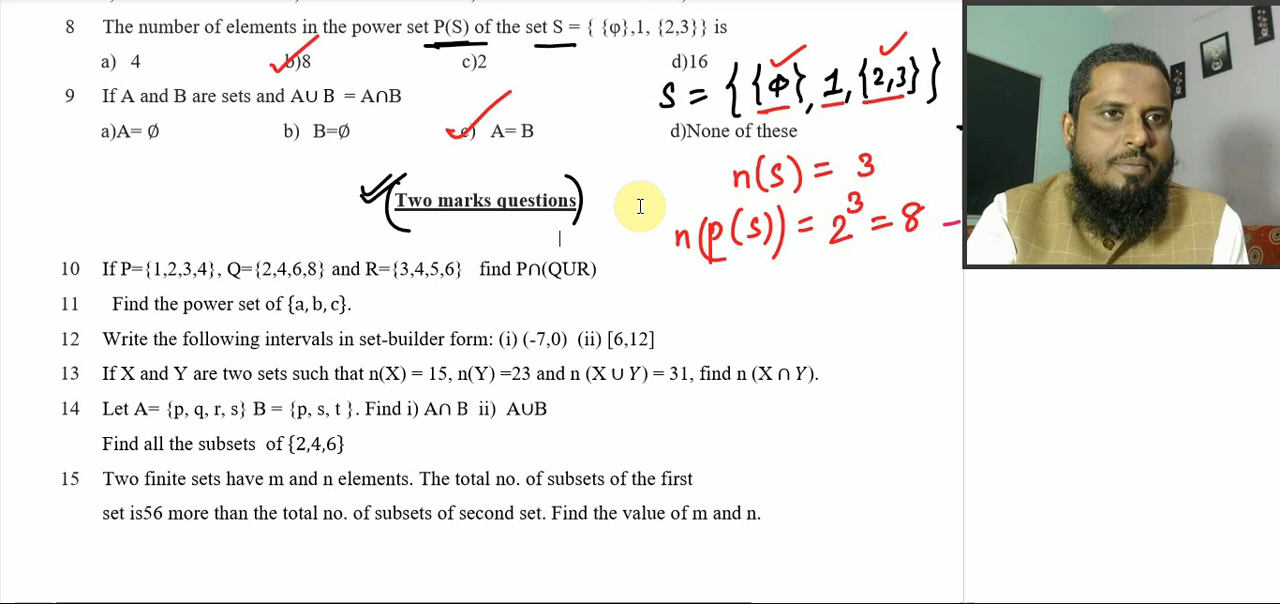 8 The number of elements in the power set P(S) of the set S = { {φ},1, {2,3}} is
a) 4 b)8 c)2 d)16
S = { {φ}, 1, {2,3} }
9 If A and B are sets and A∪ B = A∩B
a)A= ∅ b) B=∅ c) A= B d)None of these
n(s) = 3
Two marks questions
n(p(s)) = 2³ = 8
10 If P={1,2,3,4}, Q={2,4,6,8} and R={3,4,5,6} find P∩(QUR)
11 Find the power set of {a, b, c}.
12 Write the following intervals in set-builder form: (i) (-7,0) (ii) [6,12]
13 If X and Y are two sets such that n(X) = 15, n(Y) =23 and n (X ∪ Y) = 31, find n (X ∩ Y).
14 Let A= {p, q, r, s} B = {p, s, t }. Find i) A∩ B ii) A∪B
Find all the subsets of {2,4,6}
15 Two finite sets have m and n elements. The total no. of subsets of the first
set is56 more than the total no. of subsets of second set. Find the value of m and n.